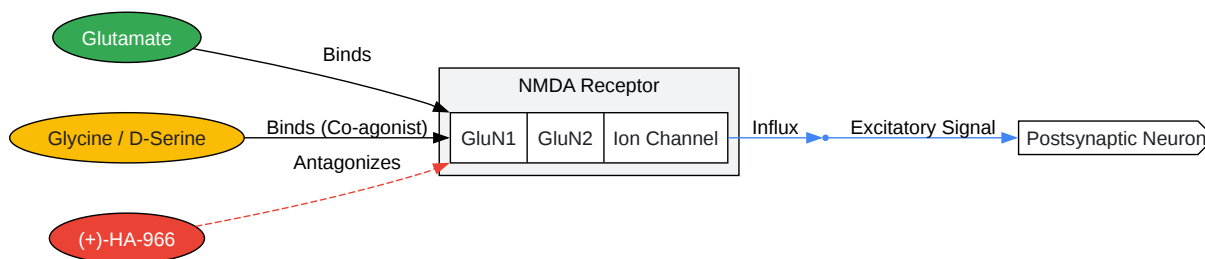 Glutamate
Binds
NMDA Receptor
Glycine / D-Serine
Binds (Co-agonist)
GluN1
GluN2
Ion Channel
Influx
Excitatory Signal
Postsynaptic Neuron
Antagonizes
(+)-HA-966